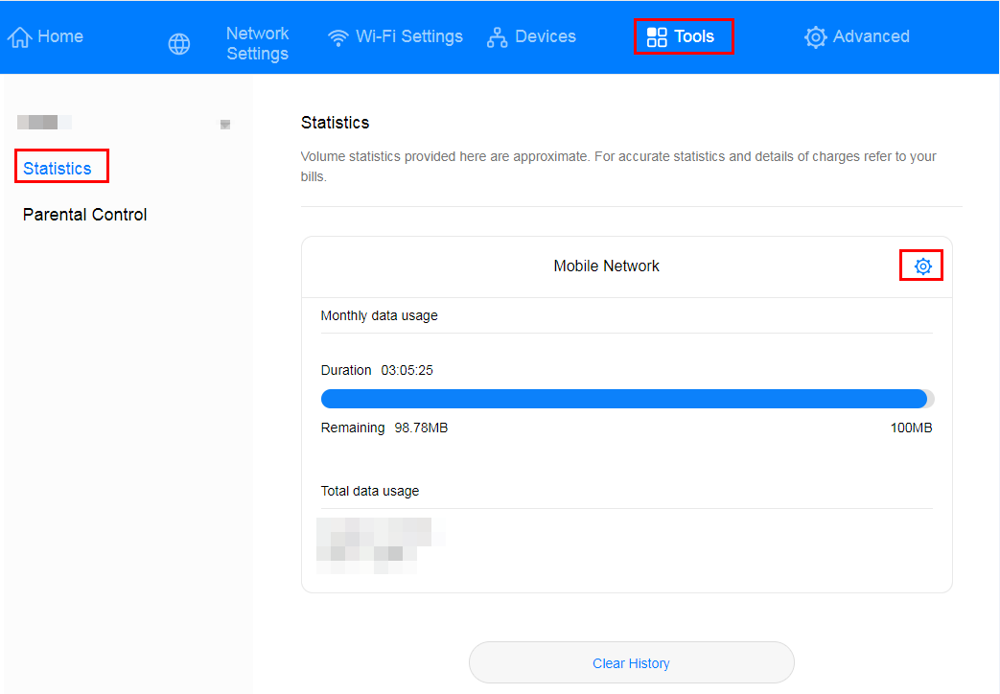 Home
Network
Settings
Wi-Fi Settings
Devices
Tools
Advanced
Statistics
Parental Control
Statistics
Volume statistics provided here are approximate. For accurate statistics and details of charges refer to your
bills.
Mobile Network
Monthly data usage
Duration 03:05:25
Remaining 98.78MB
100MB
Total data usage
Clear History